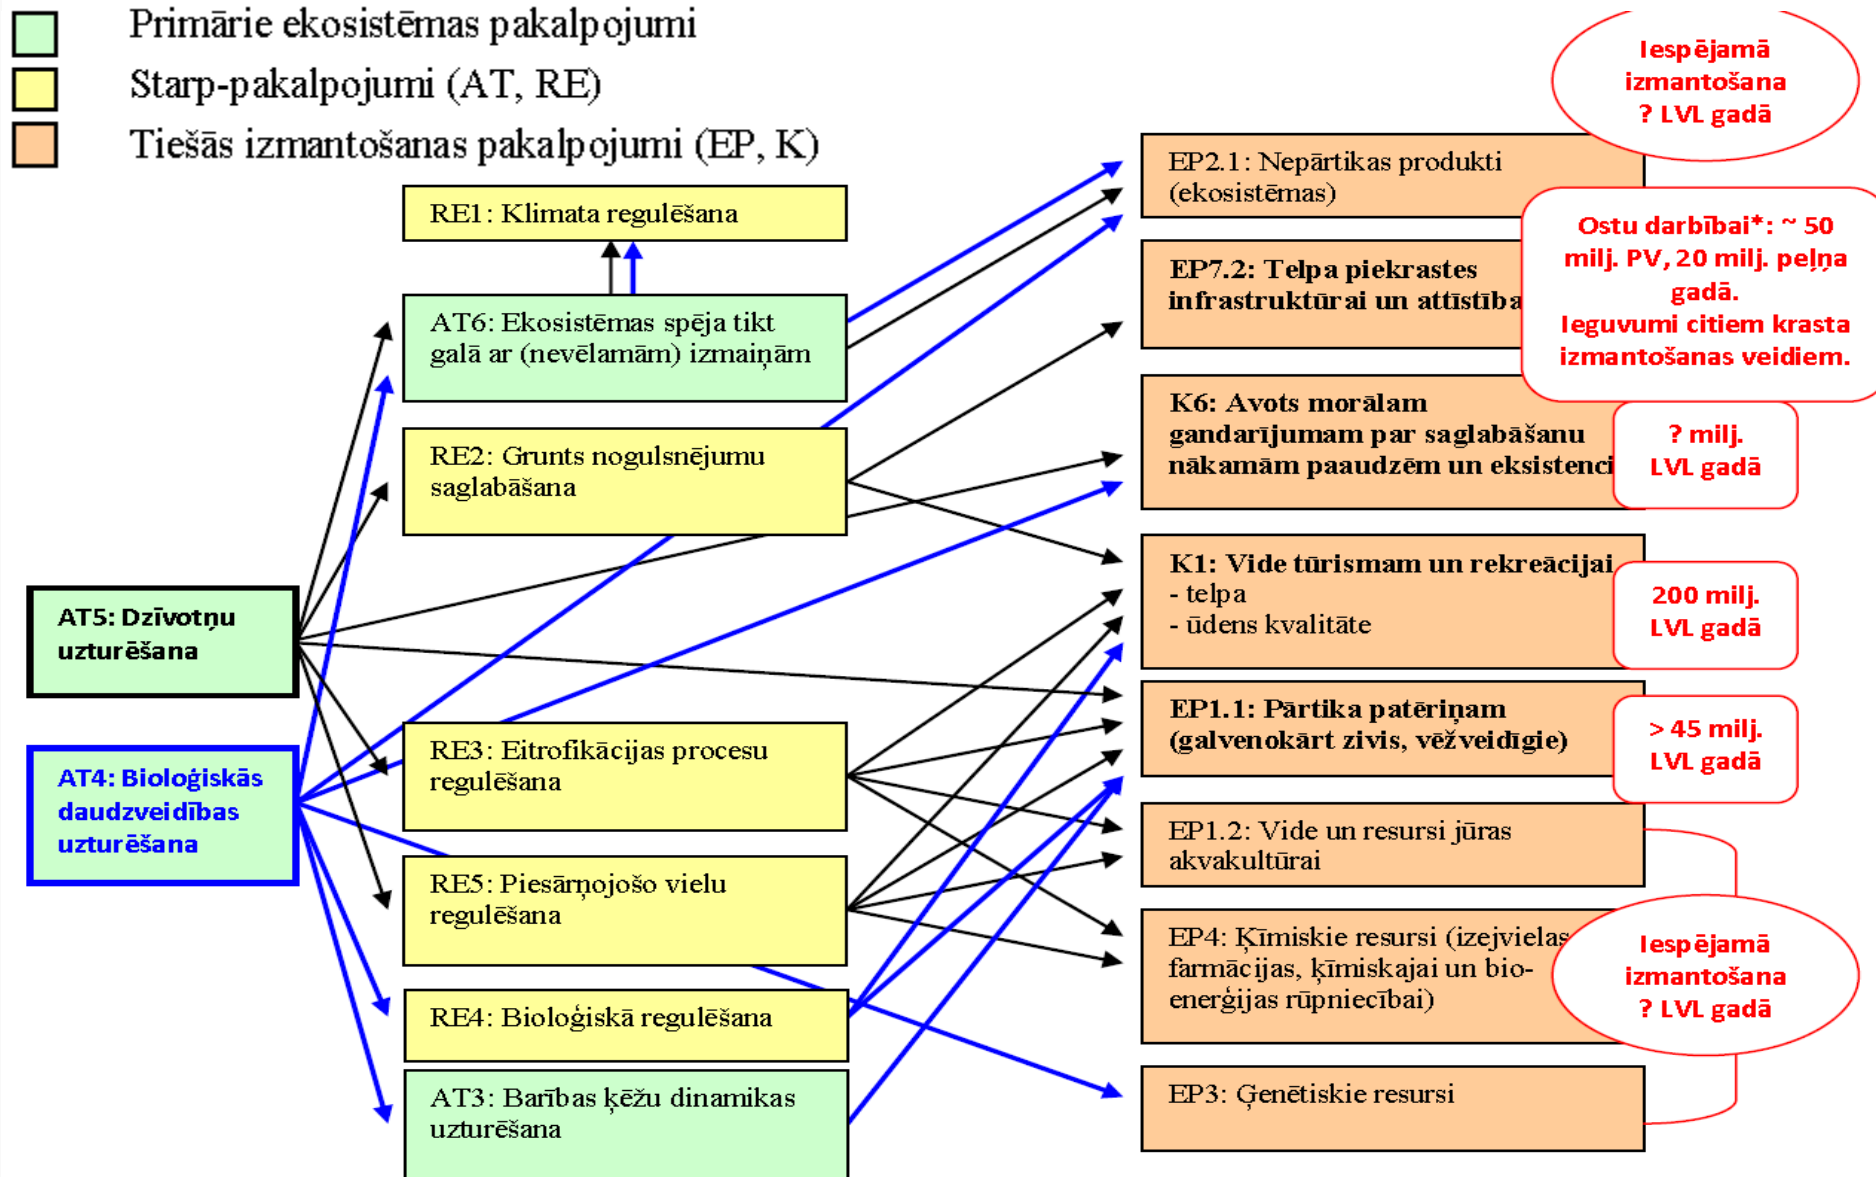 Primārie ekosistēmas pakalpojumi
Starp-pakalpojumi (AT, RE)
Tiešās izmantošanas pakalpojumi (EP, K)
AT5: Dzīvotņu
uzturēšana
AT4: Bioloģiskās
daudzveidības
uzturēšana
RE1: Klimata regulēšana
AT6: Ekosistēmas spēja tikt
galā ar (nevēlamām) izmaiņām
RE2: Grunts nogulsnējumu
saglabāšana
RE3: Eitrofikācijas procesu
regulēšana
RE5: Piesārņojošo vielu
regulēšana
RE4: Bioloģiskā regulēšana
AT3: Barības ķēžu dinamikas
uzturēšana
EP2.1: Nepārtikas produkti
(ekosistēmas)
EP7.2: Telpa piekrastes
infrastruktūrai un attīstība
K6: Avots morālam
gandarījumam par saglabāšanu
nākamām paaudzēm un eksistenci
K1: Vide tūrismam un rekreācijai
- telpa
- ūdens kvalitāte
EP1.1: Pārtika patēriņam
(galvenokārt zivis, vēžveidīgie)
EP1.2: Vide un resursi jūras
akvakultūrai
EP4: Ķīmiskie resursi (izejvielas
farmācijas, ķīmiskajai un bio-
enerģijas rūpniecībai)
EP3: Ģenētiskie resursi
Iespējamā
izmantošana
? LVL gadā
Ostu darbībai*: ~ 50
milj. PV, 20 milj. peļņa
gadā.
Ieguvumi citiem krasta
izmantošanas veidiem.
? milj.
LVL gadā
200 milj.
LVL gadā
> 45 milj.
LVL gadā
Iespējamā
izmantošana
? LVL gadā